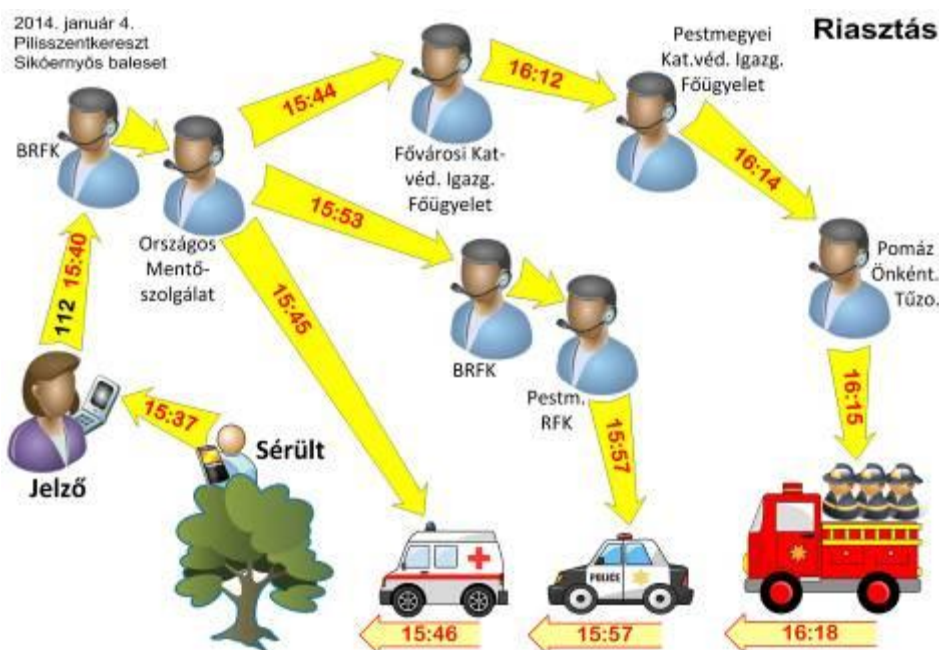 2014. január 4.
Pilisszentkereszt
Sikóernyős baleset
Riasztás
BRFK
Országos
Mentő-
szolgálat
15:44
Fővárosi Kat-
véd. Igazg.
Főügyelet
16:12
Pestmegyei
Kat.véd. Igazg.
Főügyelet
16:14
Pomáz
Önként.
Tűzo.
15:53
BRFK
Pestm.
RFK
15:45
15:57
16:15
112 15:40
15:37
Jelző
Sérült
POLICE
15:46
15:57
16:18